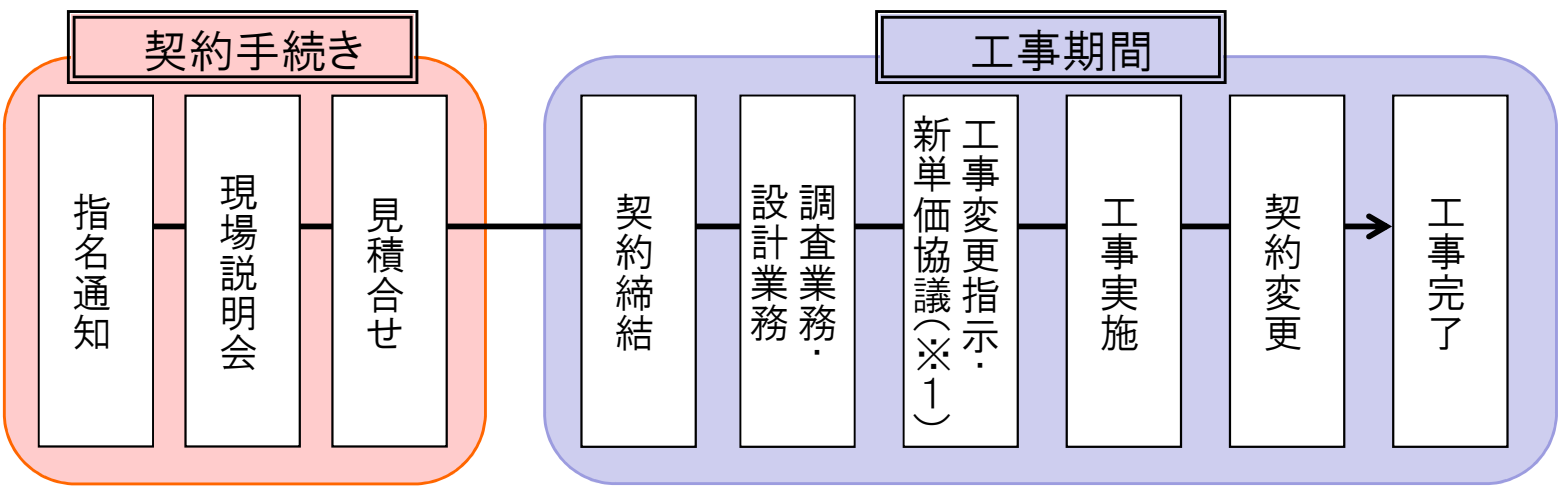 契約手続き
指名通知
現場説明会
見積合せ
工事期間
契約締結
調査業務・
設計業務
工事変更指示・
新単価協議(※1)
工事実施
契約変更
工事完了